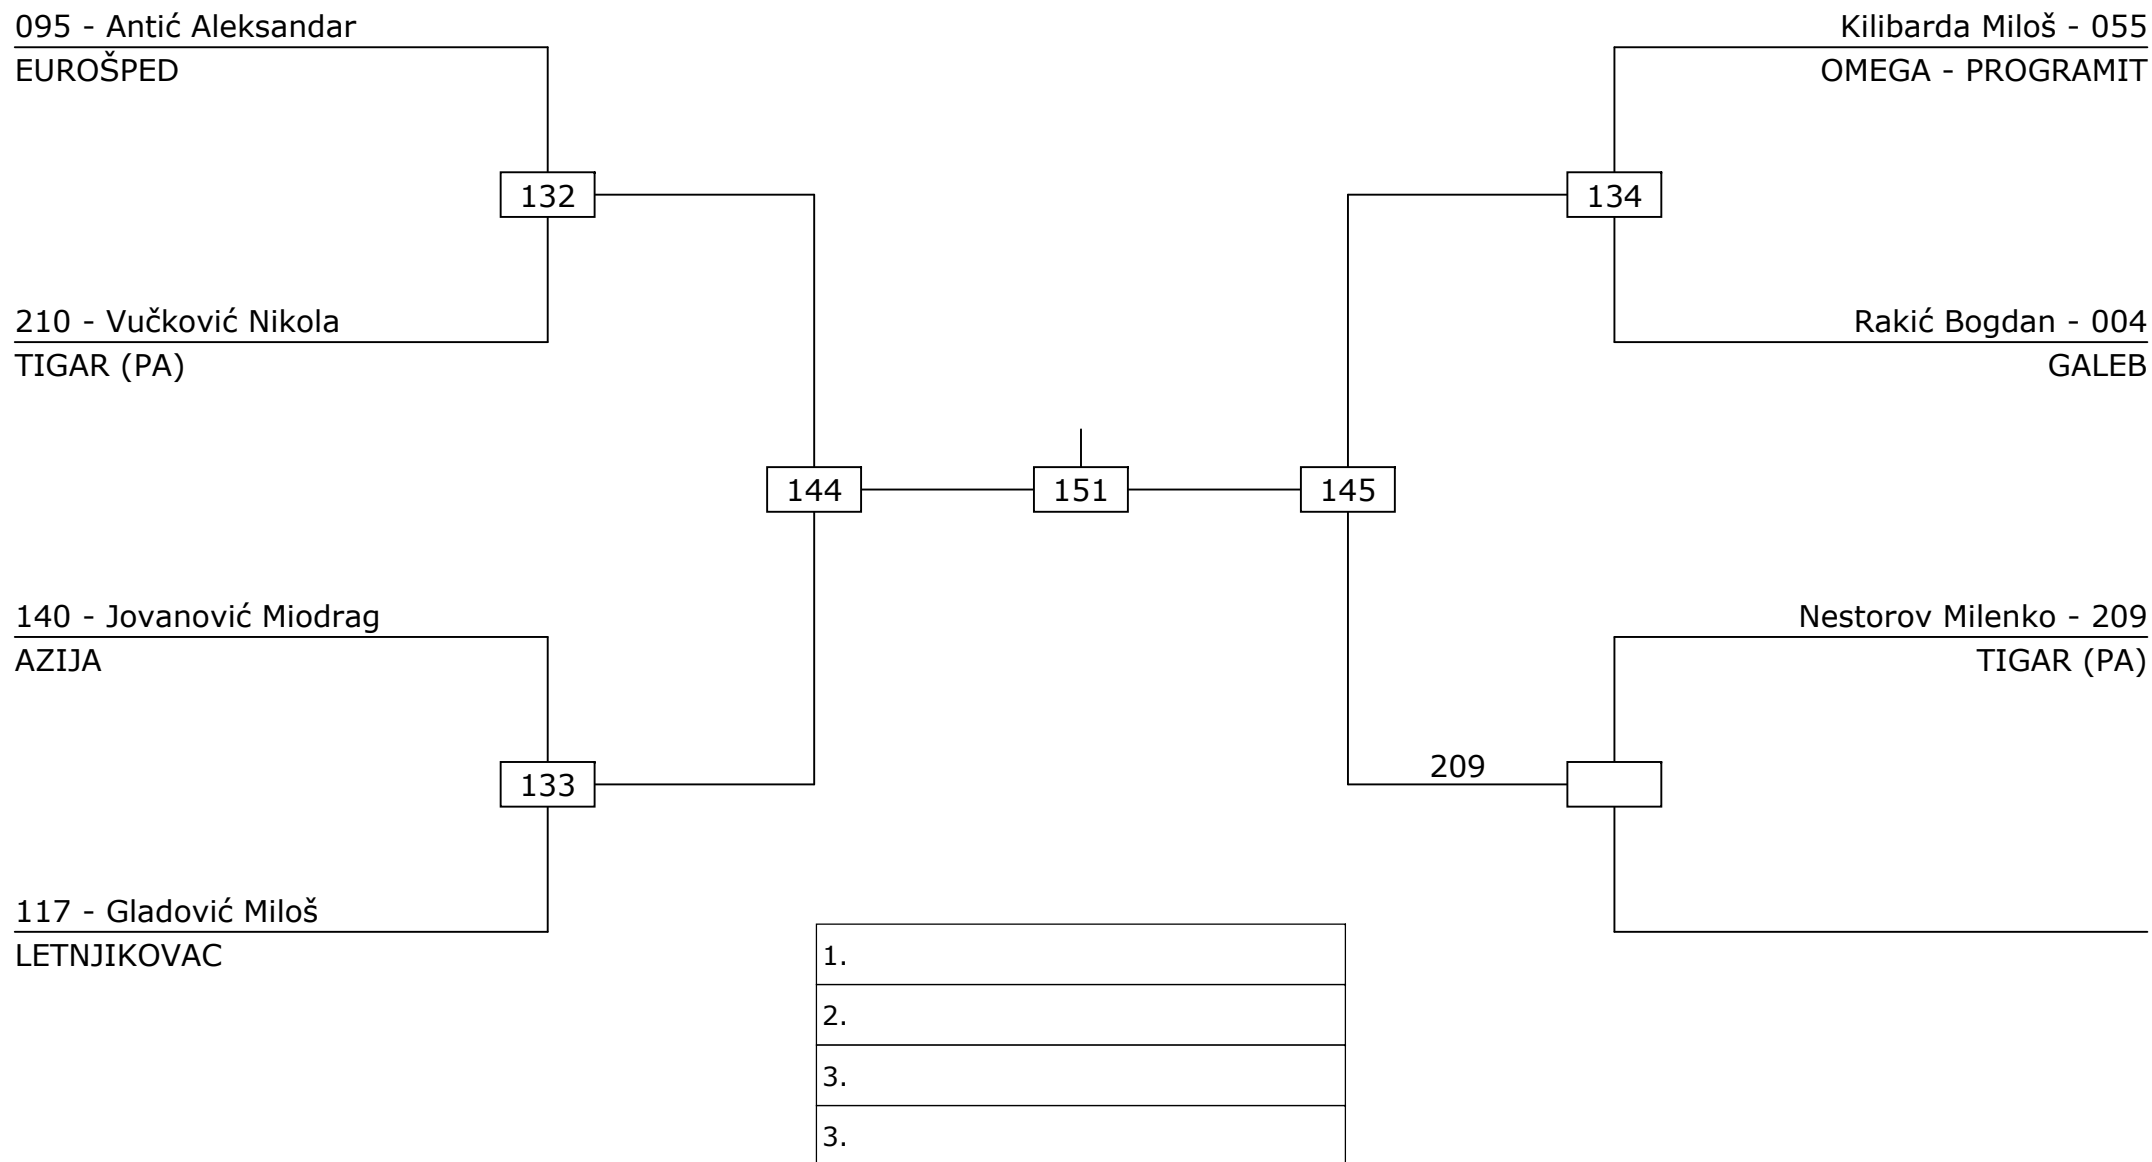 095 - Antić Aleksandar
EUROŠPED
Kilibarda Miloš - 055
OMEGA - PROGRAMIT
132
134
210 - Vučković Nikola
TIGAR (PA)
Rakić Bogdan - 004
GALEB
144
151
145
140 - Jovanović Miodrag
AZIJA
Nestorov Milenko - 209
TIGAR (PA)
133
209
117 - Gladović Miloš
LETNJIKOVAC
1.
2.
3.
3.